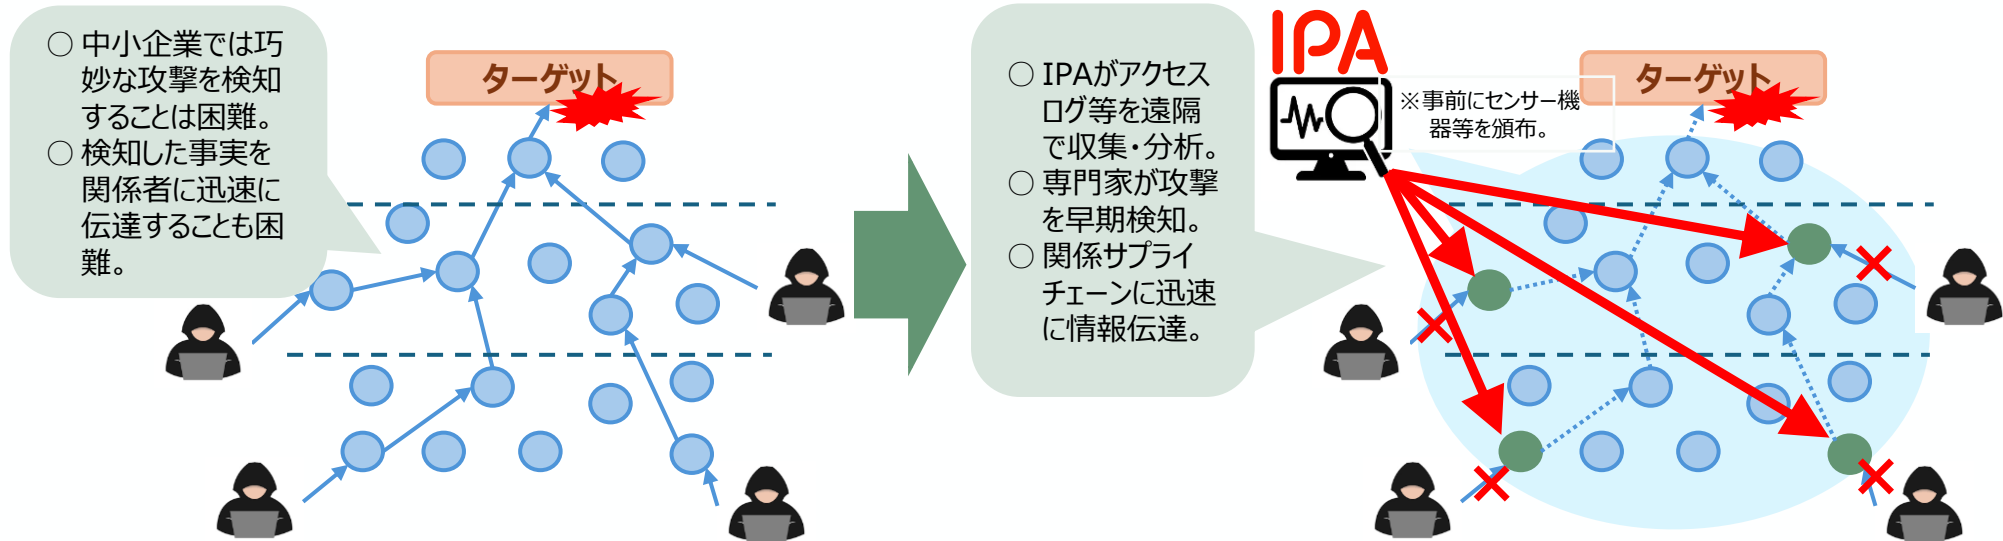 ○ 中小企業では巧
妙な攻撃を検知
することは困難。
○ 検知した事実を
関係者に迅速に
伝達することも困
難。
ターゲット
○ IPAがアクセス
ログ等を遠隔
で収集・分析。
○ 専門家が攻撃
を早期検知。
○ 関係サプライ
チェーンに迅速
に情報伝達。
IPA
※事前にセンサー機
器等を頒布。
ターゲット